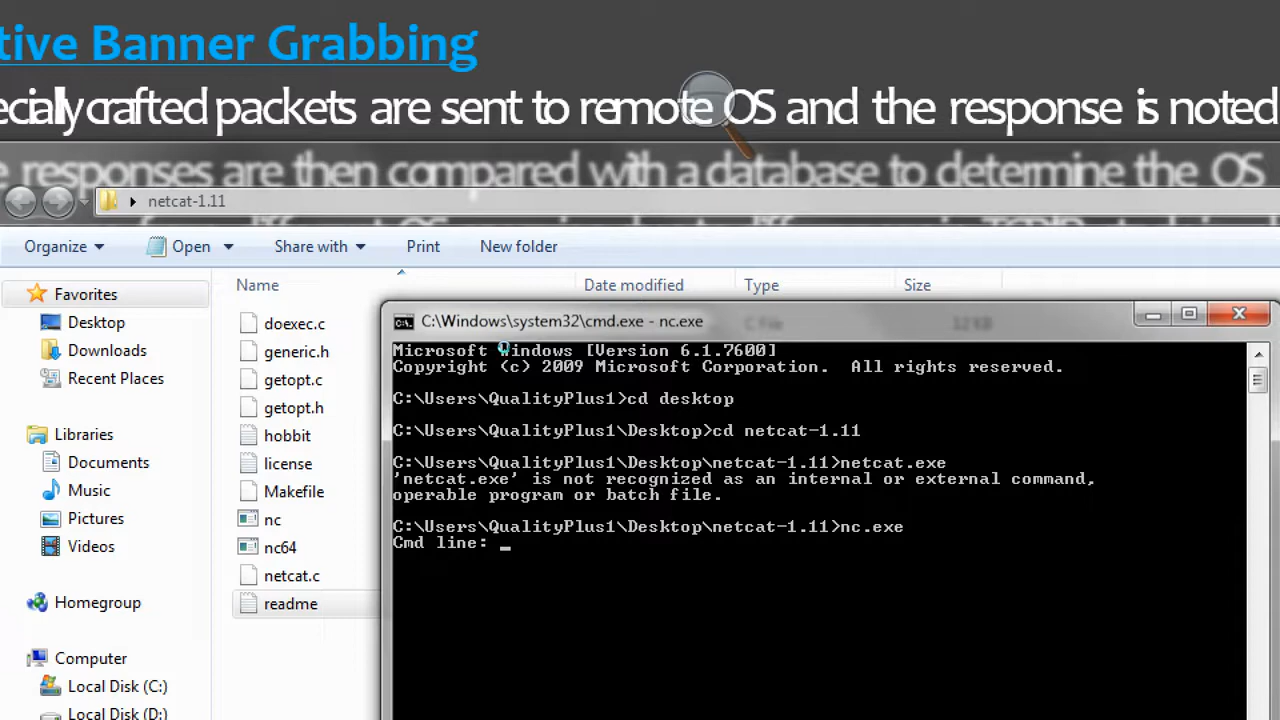 tive Banner Grabbing
ecially crafted packets are sent to remote OS and the response is noted
e responses are then compared with a database to determine the OS
netcat-1.11
Organize Open Share with Print New folder
Name Date modified Type Size
Favorites
Desktop
Downloads
Recent Places
Libraries
Documents
Music
Pictures
Videos
Homegroup
Computer
Local Disk (C:)
Local Disk (D:)
doexec.c
generic.h
getopt.c
getopt.h
hobbit
license
Makefile
nc
nc64
netcat.c
readme
C:\Windows\system32\cmd.exe - nc.exe
C File 12 KB
Microsoft Windows [Version 6.1.7600]
Copyright (c) 2009 Microsoft Corporation.  All rights reserved.
C:\Users\QualityPlus1>cd desktop
C:\Users\QualityPlus1\Desktop>cd netcat-1.11
C:\Users\QualityPlus1\Desktop\netcat-1.11>netcat.exe
'netcat.exe' is not recognized as an internal or external command,
operable program or batch file.
C:\Users\QualityPlus1\Desktop\netcat-1.11>nc.exe
Cmd line: _